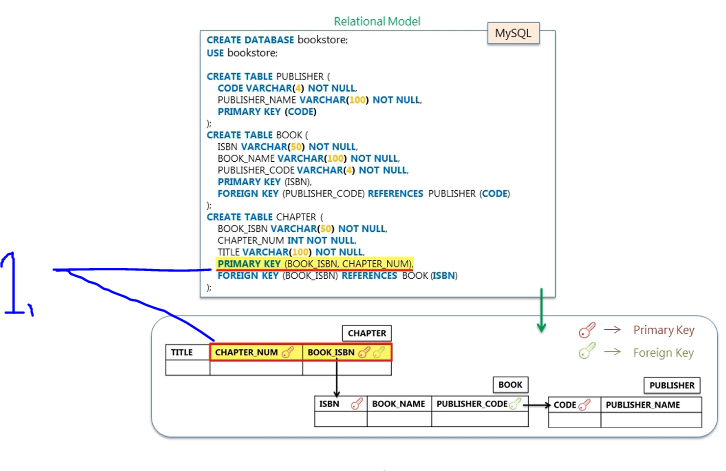 Relational Model
MySQL
CREATE DATABASE bookstore;
USE bookstore;
CREATE TABLE PUBLISHER (
CODE VARCHAR(4) NOT NULL,
PUBLISHER_NAME VARCHAR(100) NOT NULL,
PRIMARY KEY (CODE)
);
CREATE TABLE BOOK (
ISBN VARCHAR(50) NOT NULL,
BOOK_NAME VARCHAR(100) NOT NULL,
PUBLISHER_CODE VARCHAR(4) NOT NULL,
PRIMARY KEY (ISBN),
FOREIGN KEY (PUBLISHER_CODE) REFERENCES PUBLISHER (CODE)
);
CREATE TABLE CHAPTER (
BOOK_ISBN VARCHAR(50) NOT NULL,
CHAPTER_NUM INT NOT NULL,
TITLE VARCHAR(100) NOT NULL,
PRIMARY KEY (BOOK_ISBN, CHAPTER_NUM),
FOREIGN KEY (BOOK_ISBN) REFERENCES BOOK (ISBN)
);
1.
CHAPTER
TITLE CHAPTER_NUM BOOK_ISBN
Primary Key
Foreign Key
BOOK
ISBN BOOK_NAME PUBLISHER_CODE
PUBLISHER
CODE PUBLISHER_NAME